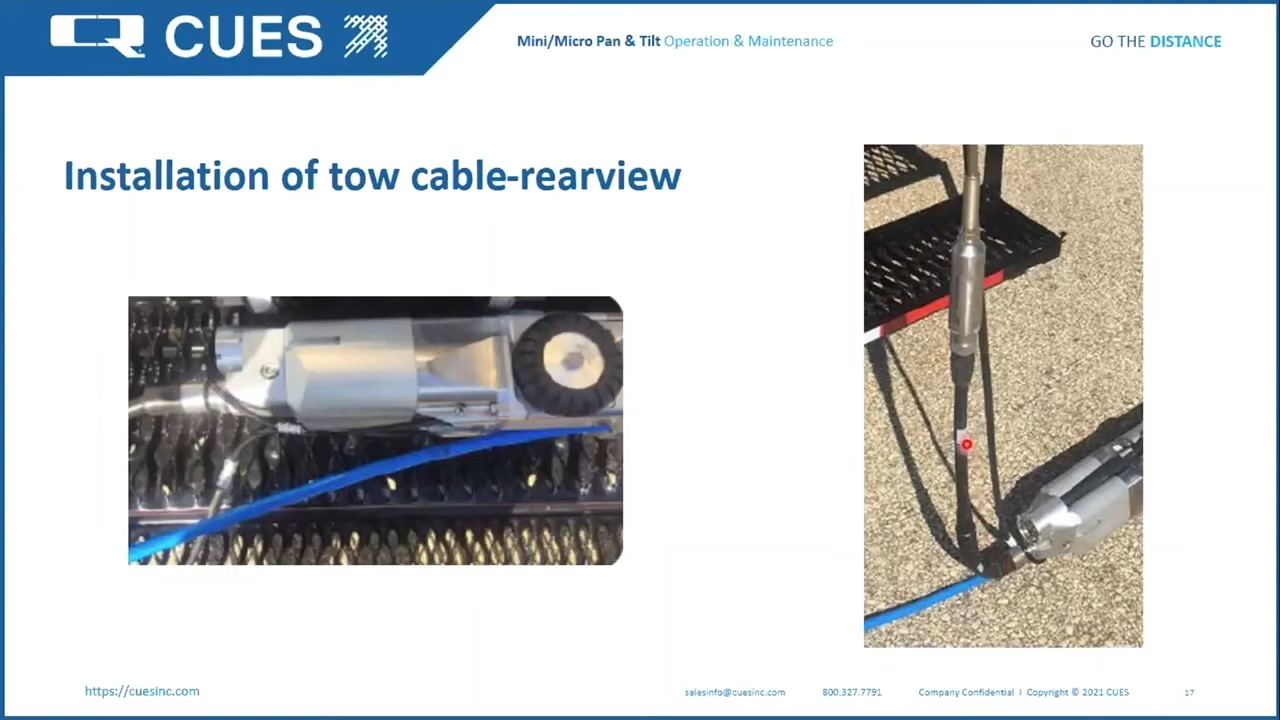 CUES
Mini/Micro Pan & Tilt Operation & Maintenance
GO THE DISTANCE
Installation of tow cable-rearview
https://cuesinc.com
salesinfo@cuesinc.com 800.327.7791 Company Confidential I Copyright © 2021 CUES 17